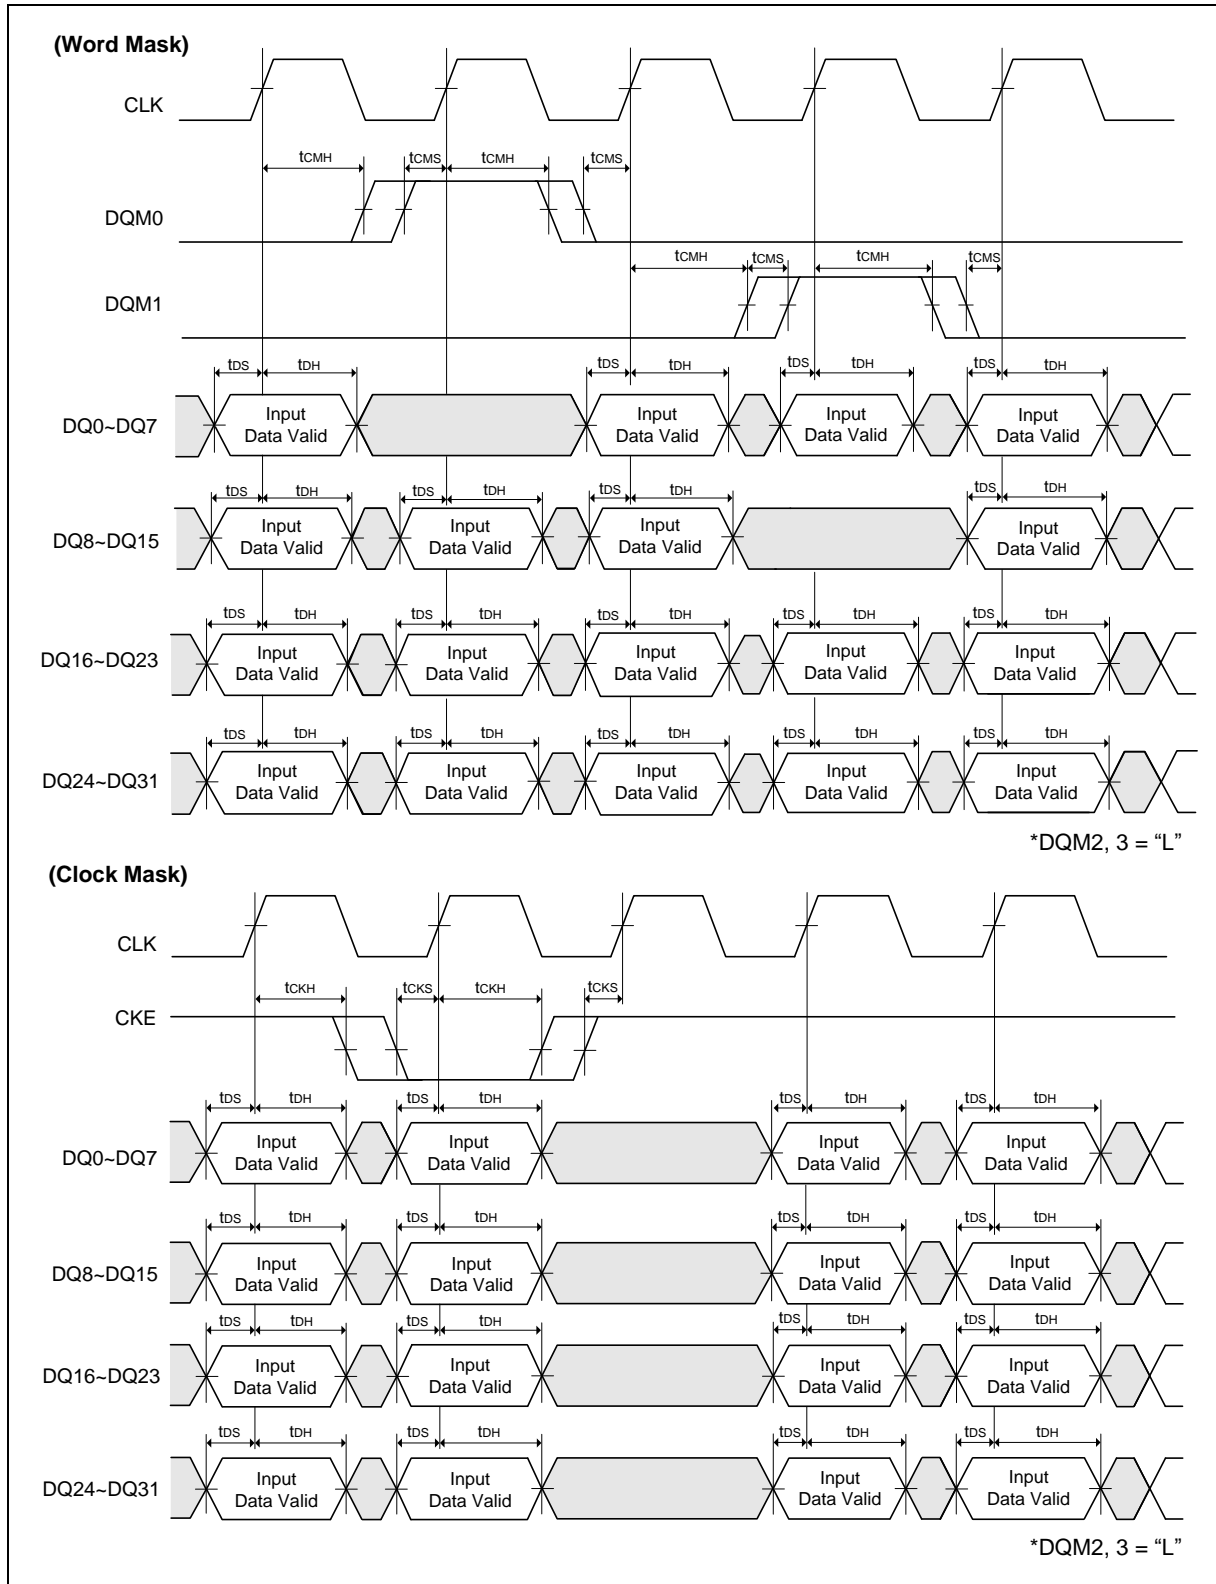 (Word Mask)
CLK
tCMH tCMS tCMH tCMS
DQM0
tCMH tCMS tCMH tCMS
DQM1
tDS tDH tDS tDH tDS tDH tDS tDH
DQ0~DQ7
Input Data Valid Input Data Valid Input Data Valid Input Data Valid
tDS tDH tDS tDH tDS tDH tDS tDH
DQ8~DQ15
Input Data Valid Input Data Valid Input Data Valid Input Data Valid
tDS tDH tDS tDH tDS tDH tDS tDH tDS tDH
DQ16~DQ23
Input Data Valid Input Data Valid Input Data Valid Input Data Valid Input Data Valid
tDS tDH tDS tDH tDS tDH tDS tDH tDS tDH
DQ24~DQ31
Input Data Valid Input Data Valid Input Data Valid Input Data Valid Input Data Valid
*DQM2, 3 = “L”
(Clock Mask)
CLK
tCKH tCKS tCKH tCKS
CKE
tDS tDH tDS tDH tDS tDH tDS tDH
DQ0~DQ7
Input Data Valid Input Data Valid Input Data Valid Input Data Valid
tDS tDH tDS tDH tDS tDH tDS tDH
DQ8~DQ15
Input Data Valid Input Data Valid Input Data Valid Input Data Valid
tDS tDH tDS tDH tDS tDH tDS tDH
DQ16~DQ23
Input Data Valid Input Data Valid Input Data Valid Input Data Valid
tDS tDH tDS tDH tDS tDH tDS tDH
DQ24~DQ31
Input Data Valid Input Data Valid Input Data Valid Input Data Valid
*DQM2, 3 = “L”